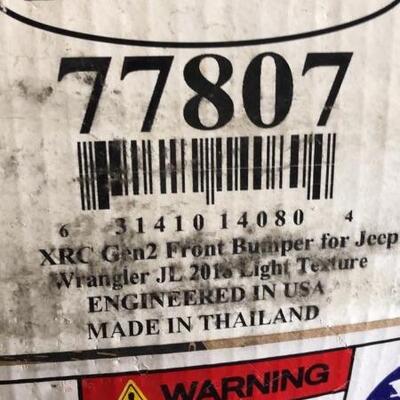 77807
6 31410 14080 4
XRC Gen2 Front Bumper for Jeep
Wrangler JL 2018 Light Texture
ENGINEERED IN USA
MADE IN THAILAND
WARNING